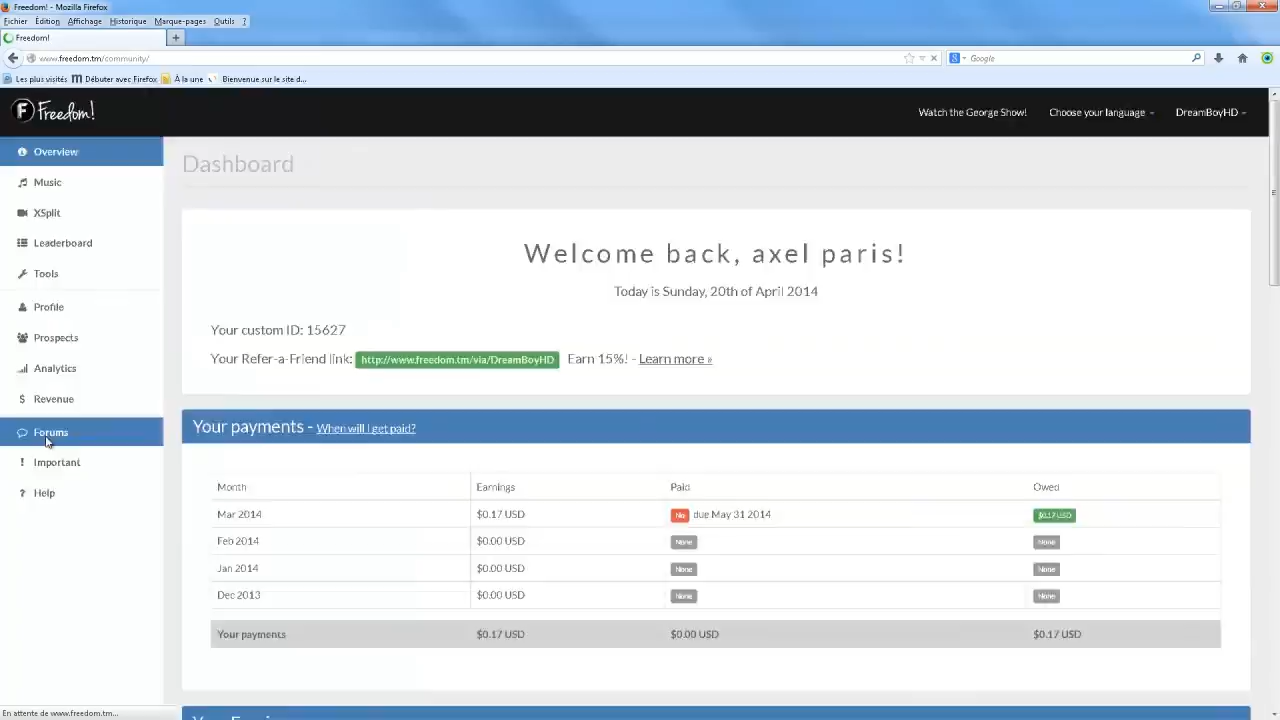 Freedom! - Mozilla Firefox
Fichier Édition Affichage Historique Marque-pages Outils ?
Freedom!
www.freedom.tm/community/
Google
Les plus visités Débuter avec Firefox À la une Bienvenue sur le site d...
Freedom!
Watch the George Show! Choose your language DreamBoyHD
Overview
Music
XSplit
Leaderboard
Tools
Profile
Prospects
Analytics
Revenue
Forums
Important
Help
Dashboard
Welcome back, axel paris!
Today is Sunday, 20th of April 2014
Your custom ID: 15627
Your Refer-a-Friend link: http://www.freedom.tm/via/DreamBoyHD Earn 15%! - Learn more »
Your payments - When will I get paid?
Month Earnings Paid Owed
Mar 2014 $0.17 USD No due May 31 2014 $0.17 USD
Feb 2014 $0.00 USD None None
Jan 2014 $0.00 USD None None
Dec 2013 $0.00 USD None None
Your payments $0.17 USD $0.00 USD $0.17 USD
En attente de www.freedom.tm...